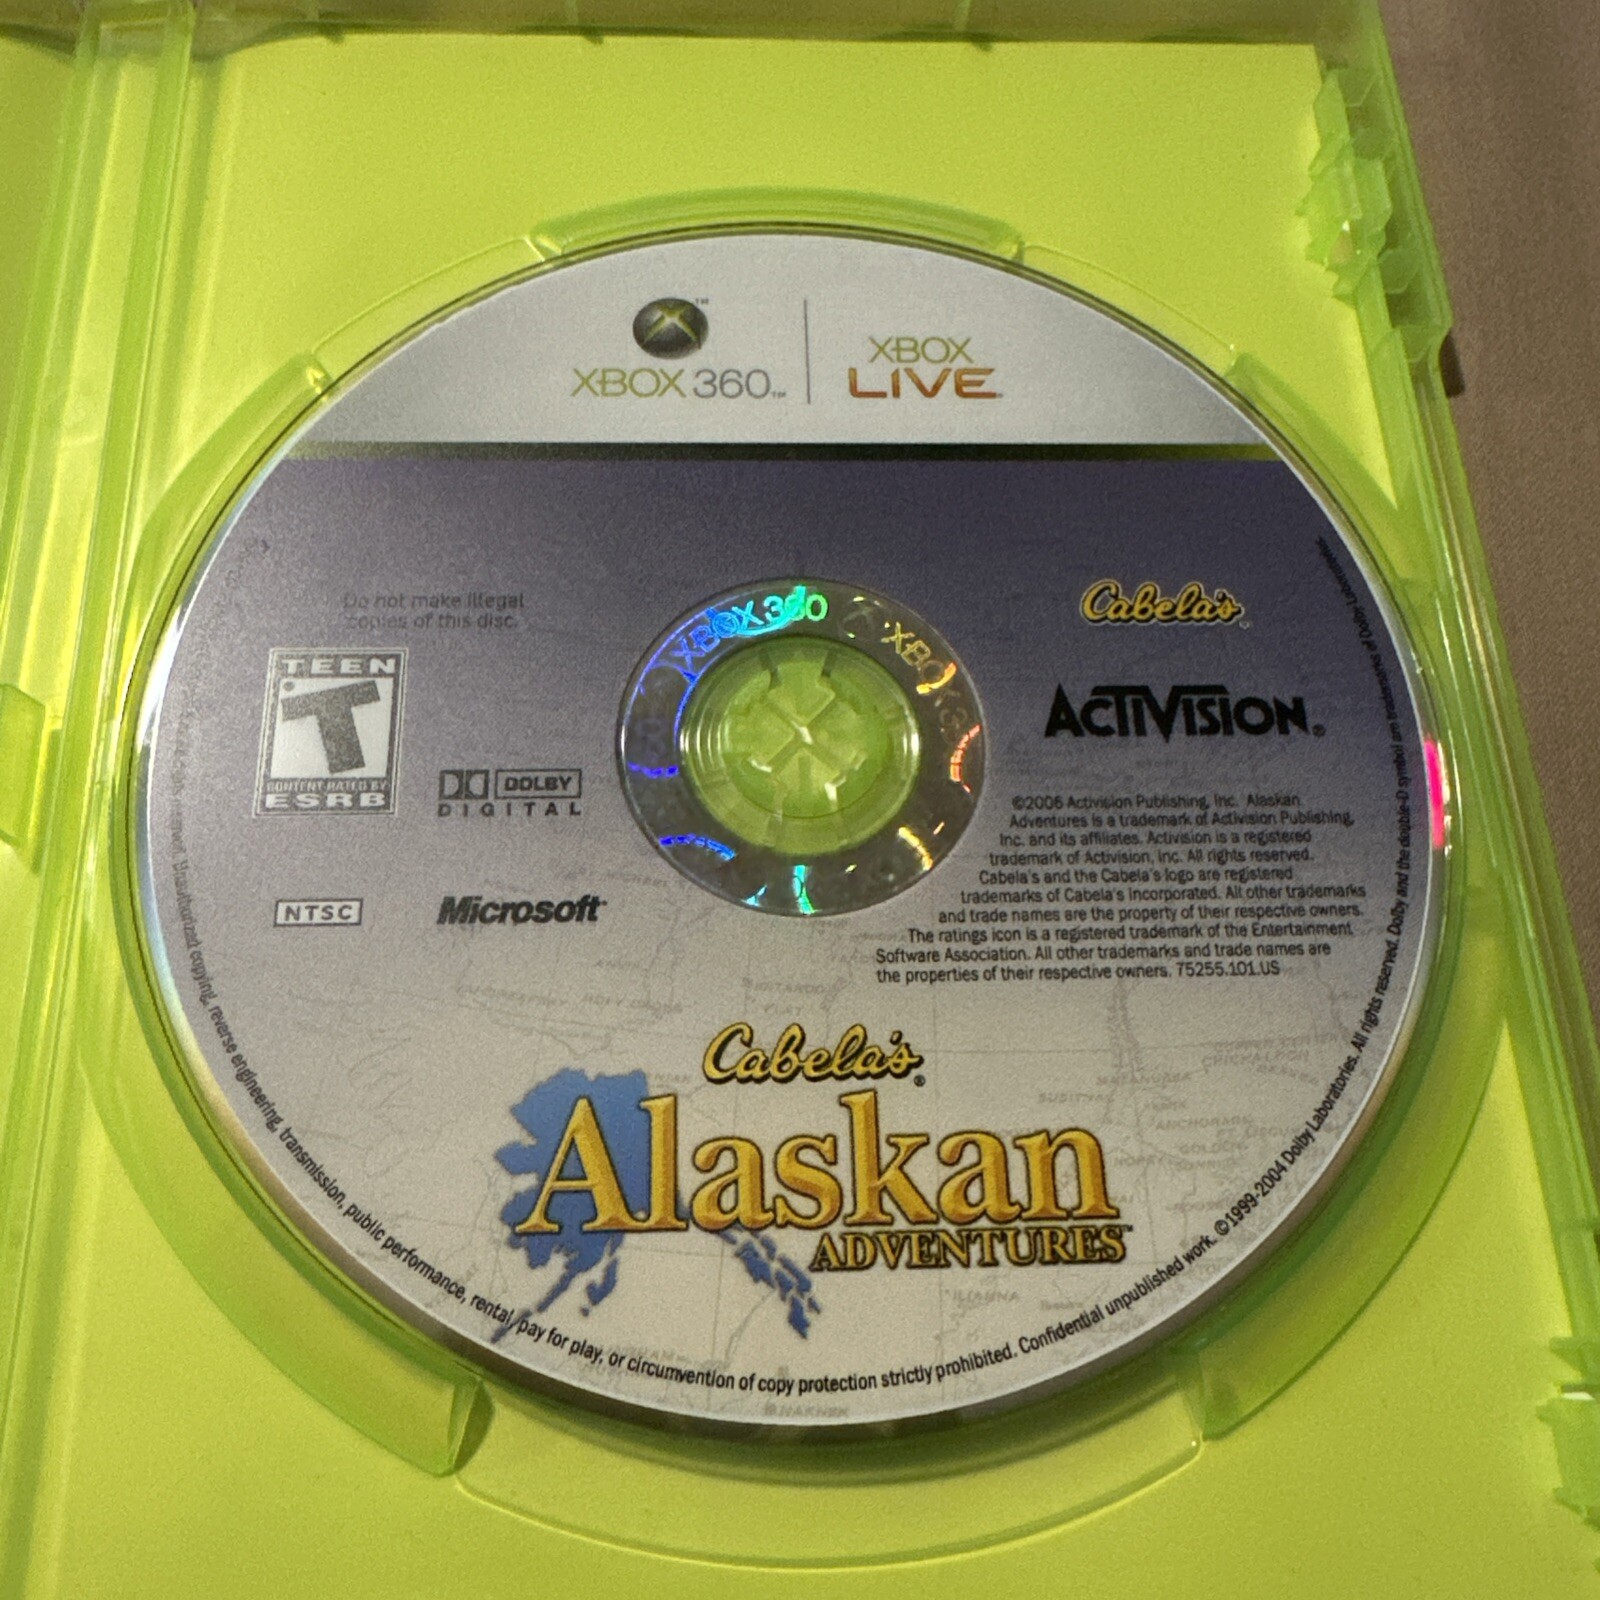 XBOX 360™
XBOX
LIVE
Do not make illegal
copies of this disc.
TEEN
T
CONTENT RATED BY
ESRB
DOLBY
DIGITAL
NTSC
Microsoft
XBOX 360
XBOX 360
Cabela's
ACTIVISION®
©2006 Activision Publishing, Inc. Alaskan
Adventures is a trademark of Activision Publishing,
Inc. and its affiliates. Activision is a registered
trademark of Activision, Inc. All rights reserved.
Cabela's and the Cabela's logo are registered
trademarks of Cabela's Incorporated. All other trademarks
and trade names are the property of their respective owners.
The ratings icon is a registered trademark of the Entertainment
Software Association. All other trademarks and trade names are
the properties of their respective owners. 75255.101.US
Cabela's®
Alaskan
ADVENTURES™
Unauthorized copying, reverse engineering, transmission, public performance, rental, pay for play, or circumvention of copy protection strictly prohibited. Confidential unpublished work. ©1999-2004 Dolby Laboratories. All rights reserved. Dolby and the double-D symbol are trademarks of Dolby Laboratories.
ILIAMNA
NAKNEK